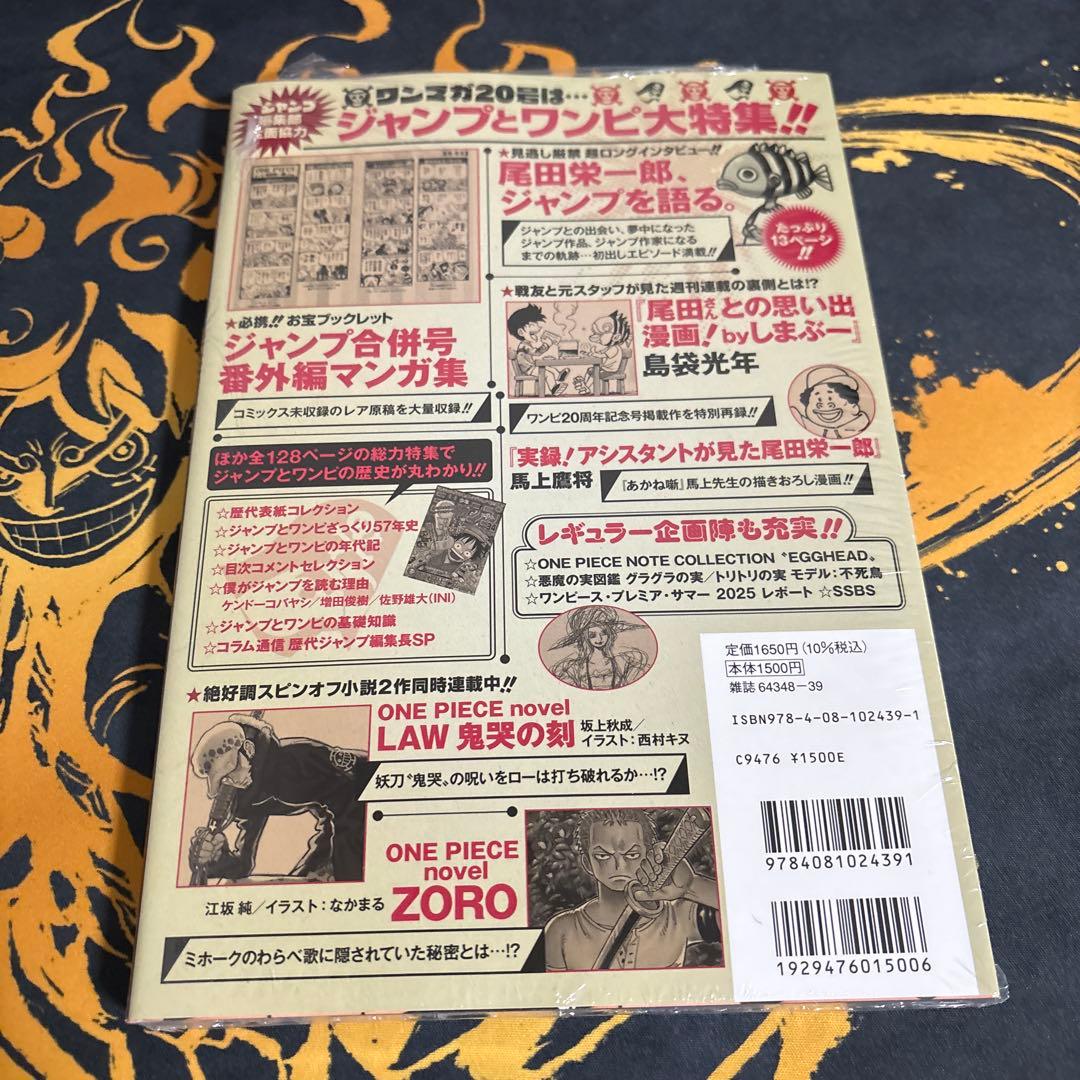 ワンマガ20号は…
ジャンプ
編集部
全面協力
ジャンプとワンピ大特集!!
★必携!! お宝ブックレット
ジャンプ合併号
番外編マンガ集
コミックス未収録のレア原稿を大量収録!!
★見逃し厳禁 超ロングインタビュー!!
尾田栄一郎、
ジャンプを語る。
ジャンプとの出会い、夢中になった
ジャンプ作品、ジャンプ作家になる
までの軌跡…初出しエピソード満載!!
たっぷり
13ページ
!!
★戦友と元スタッフが見た週刊連載の裏側とは!?
『尾田さんとの思い出
漫画!byしまぶー』
島袋光年
ワンピ20周年記念号掲載作を特別再録!!
『実録!アシスタントが見た尾田栄一郎』
馬上鷹将
『あかね噺』馬上先生の描きおろし漫画!!
ほか全128ページの総力特集で
ジャンプとワンピの歴史が丸わかり!!
☆歴代表紙コレクション
☆ジャンプとワンピざっくり57年史
☆ジャンプとワンピの年代記
☆目次コメントセレクション
☆僕がジャンプを読む理由
ケンドーコバヤシ/増田俊樹/佐野雄大(INI)
☆ジャンプとワンピの基礎知識
☆コラム通信 歴代ジャンプ編集長SP
レギュラー企画陣も充実!!
☆ONE PIECE NOTE COLLECTION〝EGGHEAD〟
☆悪魔の実図鑑 グラグラの実/トリトリの実 モデル:不死鳥
☆ワンピース・プレミア・サマー 2025 レポート ☆SSBS
★絶好調スピンオフ小説2作同時連載中!!
ONE PIECE novel
LAW 鬼哭の刻
坂上秋成/
イラスト:西村キヌ
妖刀〝鬼哭〟の呪いをローは打ち破れるか…!?
ONE PIECE
novel
ZORO
江坂 純/イラスト:なかまる
ミホークのわらべ歌に隠されていた秘密とは…!?
定価1650円(10%税込)
本体1500円
雑誌 64348-39
ISBN978-4-08-102439-1
C9476 ¥1500E
9784081024391
1929476015006